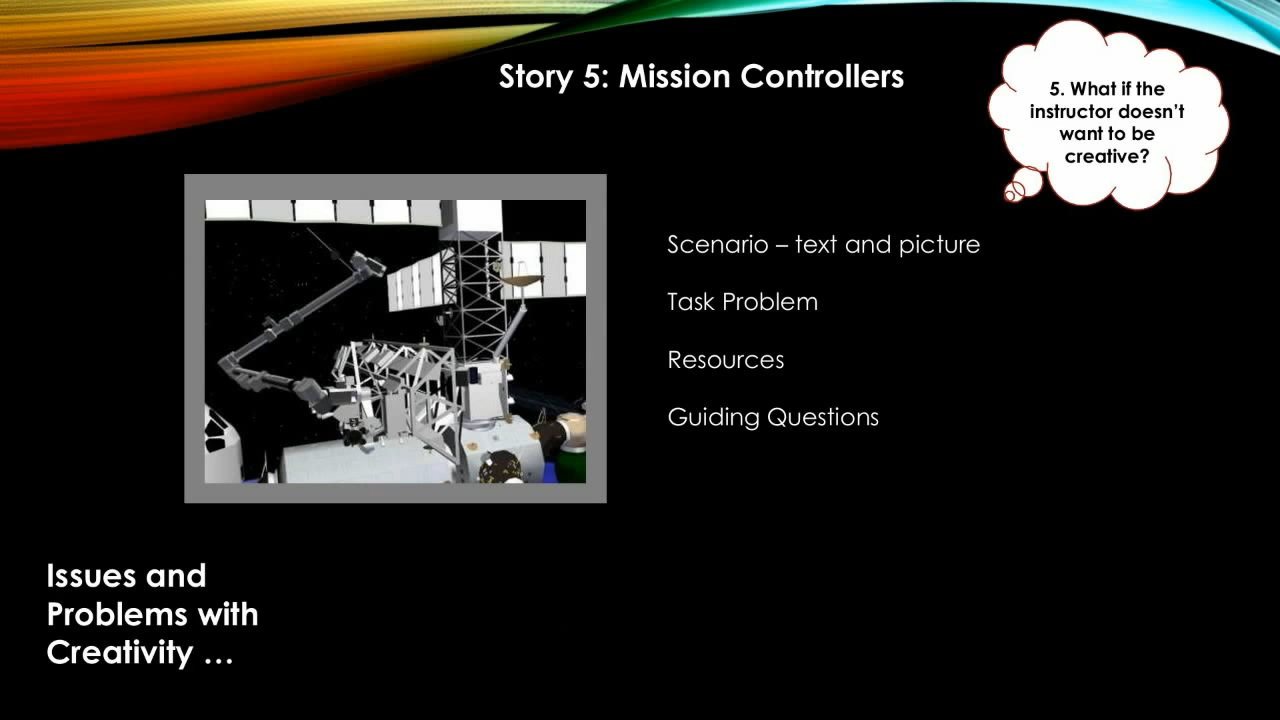 Story 5: Mission Controllers
5. What if the
instructor doesn't
want to be
creative?
Scenario – text and picture
Task Problem
Resources
Guiding Questions
Issues and
Problems with
Creativity …